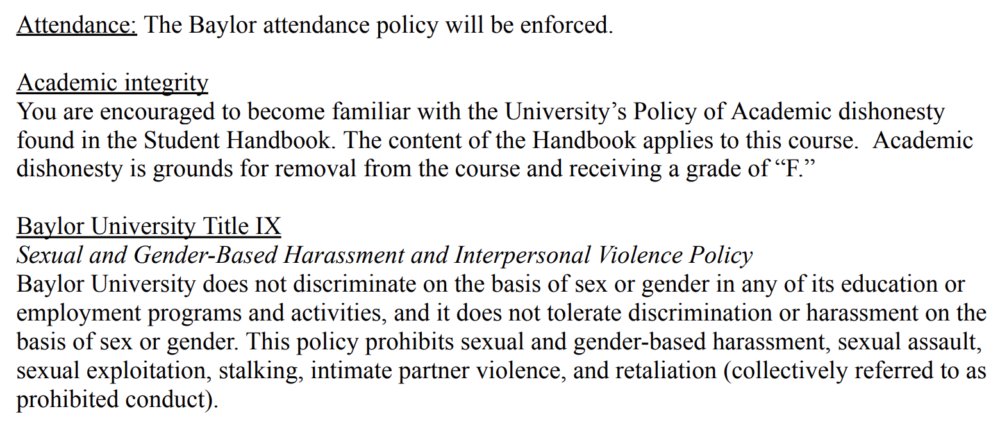 Attendance: The Baylor attendance policy will be enforced.
Academic integrity
You are encouraged to become familiar with the University’s Policy of Academic dishonesty
found in the Student Handbook. The content of the Handbook applies to this course.  Academic
dishonesty is grounds for removal from the course and receiving a grade of “F.”
Baylor University Title IX
Sexual and Gender-Based Harassment and Interpersonal Violence Policy
Baylor University does not discriminate on the basis of sex or gender in any of its education or
employment programs and activities, and it does not tolerate discrimination or harassment on the
basis of sex or gender. This policy prohibits sexual and gender-based harassment, sexual assault,
sexual exploitation, stalking, intimate partner violence, and retaliation (collectively referred to as
prohibited conduct).